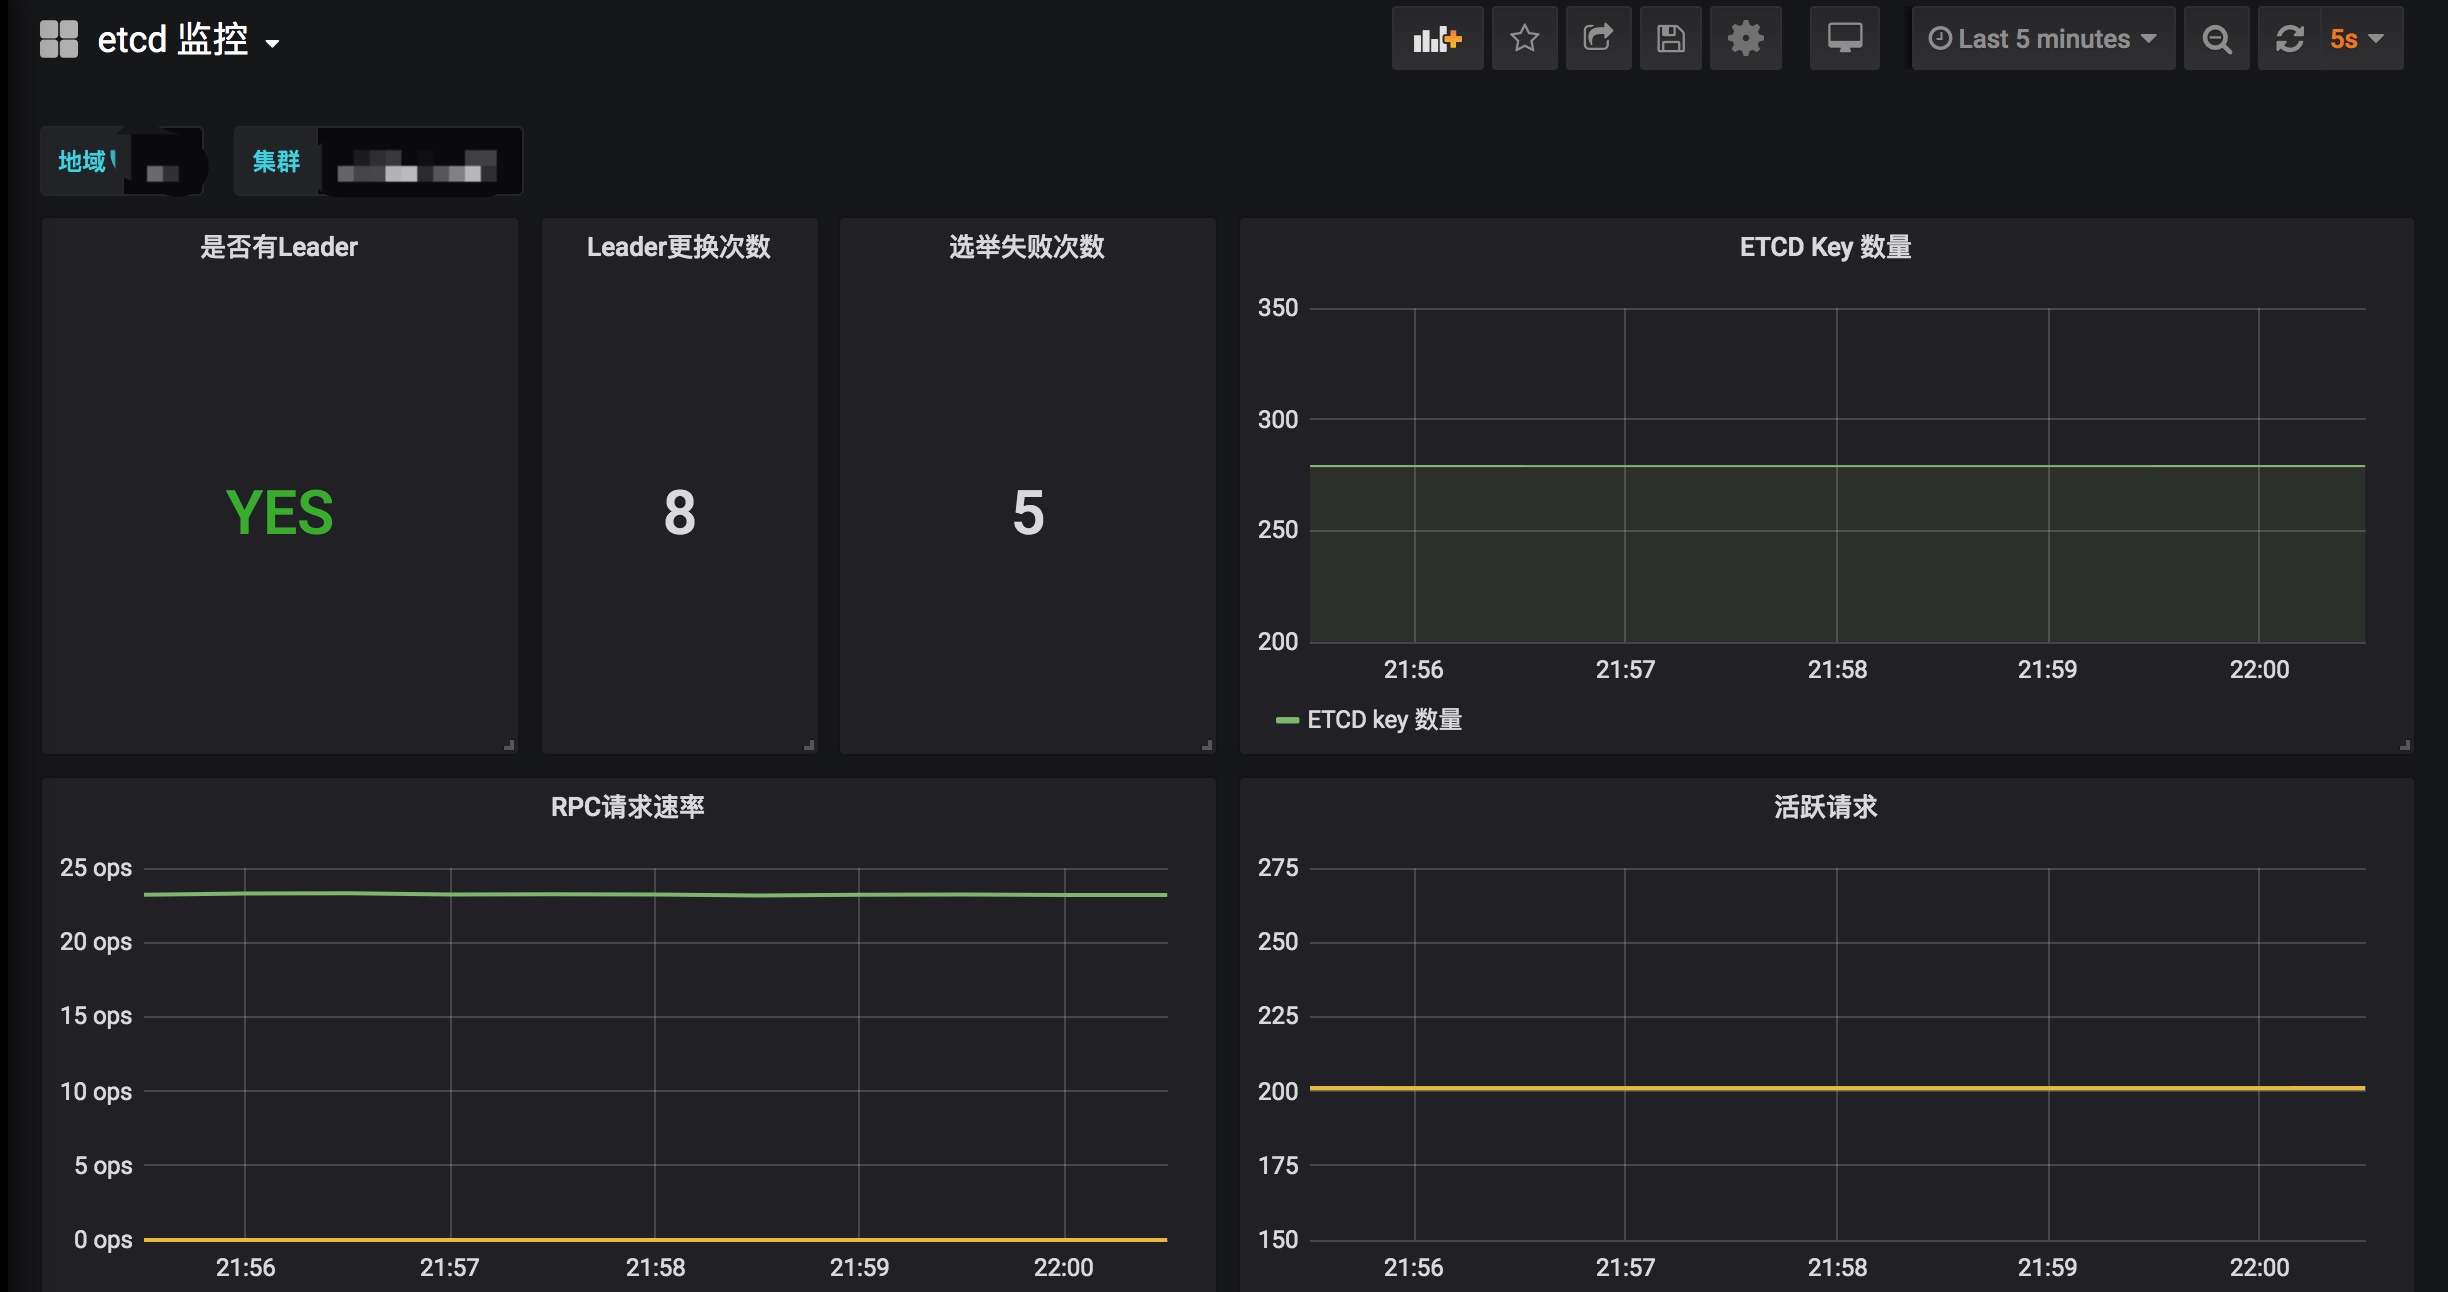 etcd 监控
Last 5 minutes
5s
地域
集群
是否有Leader
YES
Leader更换次数
8
选举失败次数
5
ETCD Key 数量
350
300
250
200
21:56 21:57 21:58 21:59 22:00
ETCD key 数量
RPC请求速率
25 ops
20 ops
15 ops
10 ops
5 ops
0 ops
21:56 21:57 21:58 21:59 22:00
活跃请求
275
250
225
200
175
150
21:56 21:57 21:58 21:59 22:00